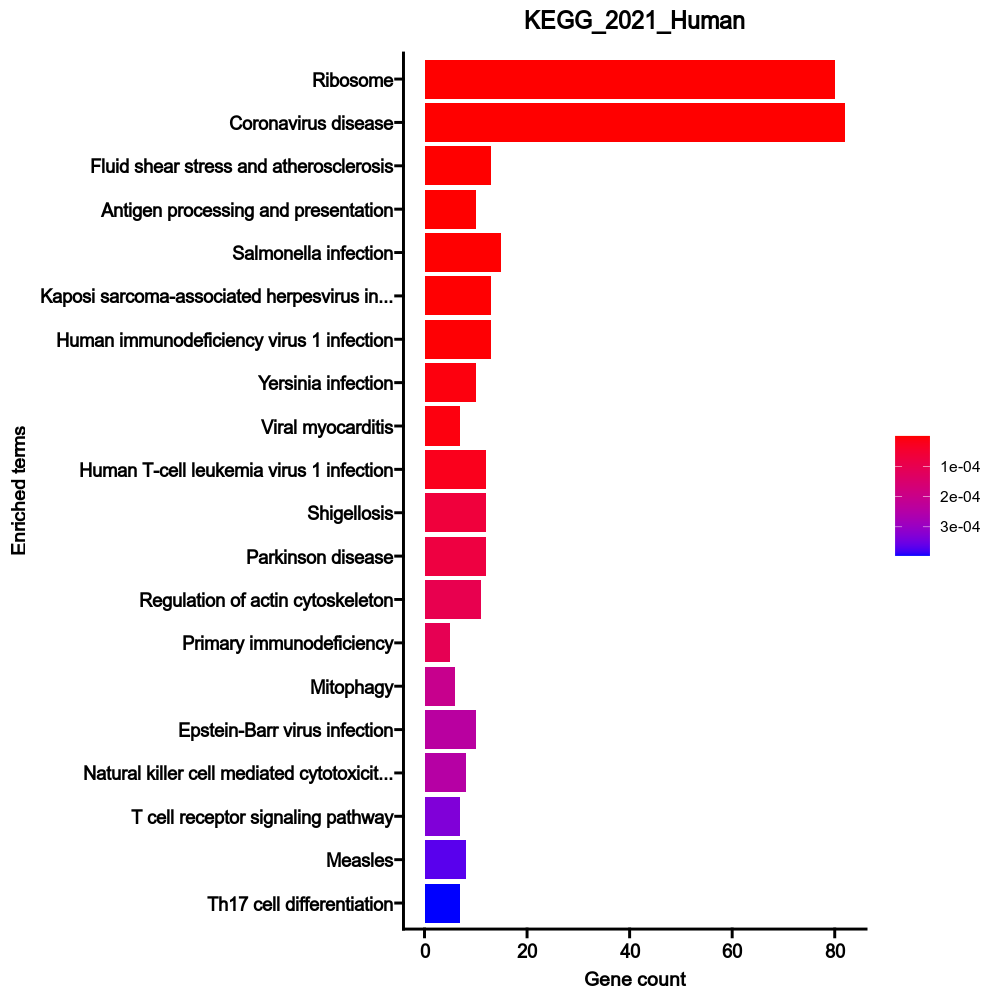 KEGG_2021_Human
Ribosome
Coronavirus disease
Fluid shear stress and atherosclerosis
Antigen processing and presentation
Salmonella infection
Kaposi sarcoma-associated herpesvirus in...
Human immunodeficiency virus 1 infection
Yersinia infection
Viral myocarditis
Human T-cell leukemia virus 1 infection
Shigellosis
Parkinson disease
Regulation of actin cytoskeleton
Primary immunodeficiency
Mitophagy
Epstein-Barr virus infection
Natural killer cell mediated cytotoxicit...
T cell receptor signaling pathway
Measles
Th17 cell differentiation
Enriched terms
0 20 40 60 80
Gene count
1e-04
2e-04
3e-04